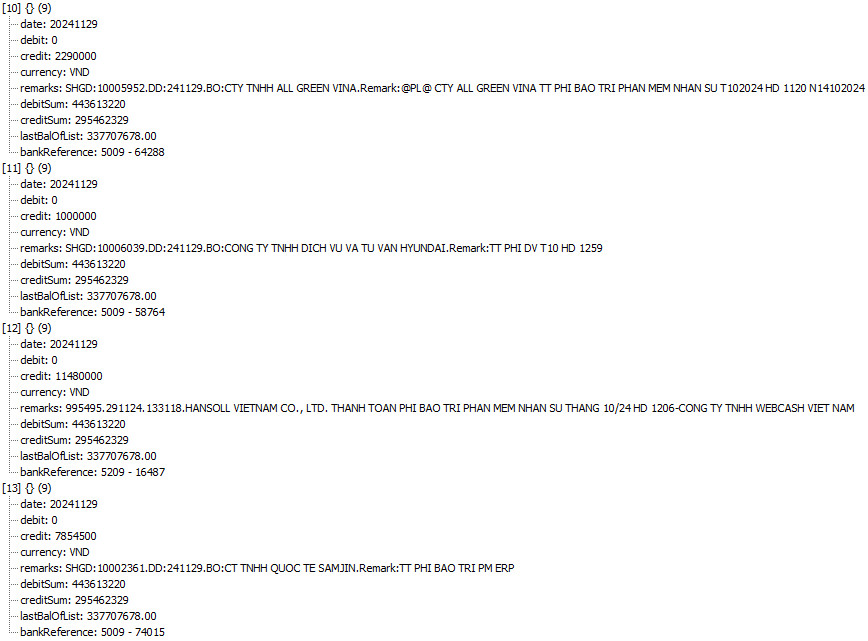 [10] {} (9)
date: 20241129
debit: 0
credit: 2290000
currency: VND
remarks: SHGD:10005952.DD:241129.BO:CTY TNHH ALL GREEN VINA.Remark:@PL@ CTY ALL GREEN VINA TT PHI BAO TRI PHAN MEM NHAN SU T102024 HD 1120 N14102024
debitSum: 443613220
creditSum: 295462329
lastBalOfList: 337707678.00
bankReference: 5009 - 64288
[11] {} (9)
date: 20241129
debit: 0
credit: 1000000
currency: VND
remarks: SHGD:10006039.DD:241129.BO:CONG TY TNHH DICH VU VA TU VAN HYUNDAI.Remark:TT PHI DV T10 HD 1259
debitSum: 443613220
creditSum: 295462329
lastBalOfList: 337707678.00
bankReference: 5009 - 58764
[12] {} (9)
date: 20241129
debit: 0
credit: 11480000
currency: VND
remarks: 995495.291124.133118.HANSOLL VIETNAM CO., LTD. THANH TOAN PHI BAO TRI PHAN MEM NHAN SU THANG 10/24 HD 1206-CONG TY TNHH WEBCASH VIET NAM
debitSum: 443613220
creditSum: 295462329
lastBalOfList: 337707678.00
bankReference: 5209 - 16487
[13] {} (9)
date: 20241129
debit: 0
credit: 7854500
currency: VND
remarks: SHGD:10002361.DD:241129.BO:CT TNHH QUOC TE SAMJIN.Remark:TT PHI BAO TRI PM ERP
debitSum: 443613220
creditSum: 295462329
lastBalOfList: 337707678.00
bankReference: 5009 - 74015